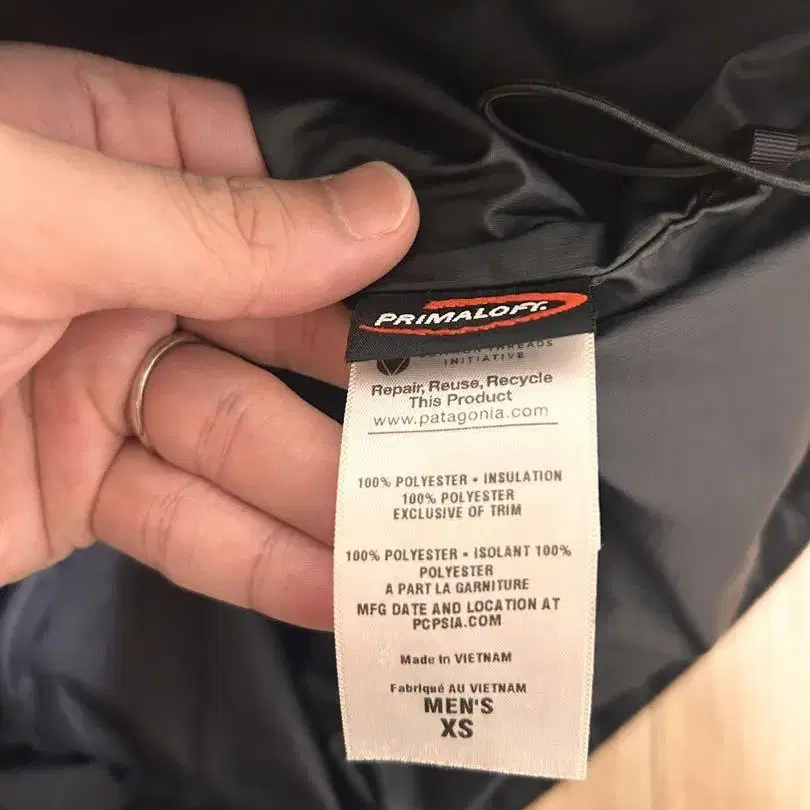 PRIMALOFT.
THREADS
INITIATIVE
Repair, Reuse, Recycle
This Product
www.patagonia.com
100% POLYESTER • INSULATION
100% POLYESTER
EXCLUSIVE OF TRIM
100% POLYESTER • ISOLANT 100%
POLYESTER
A PART LA GARNITURE
MFG DATE AND LOCATION AT
PCPSIA.COM
Made in VIETNAM
Fabriqué AU VIETNAM
MEN'S
XS